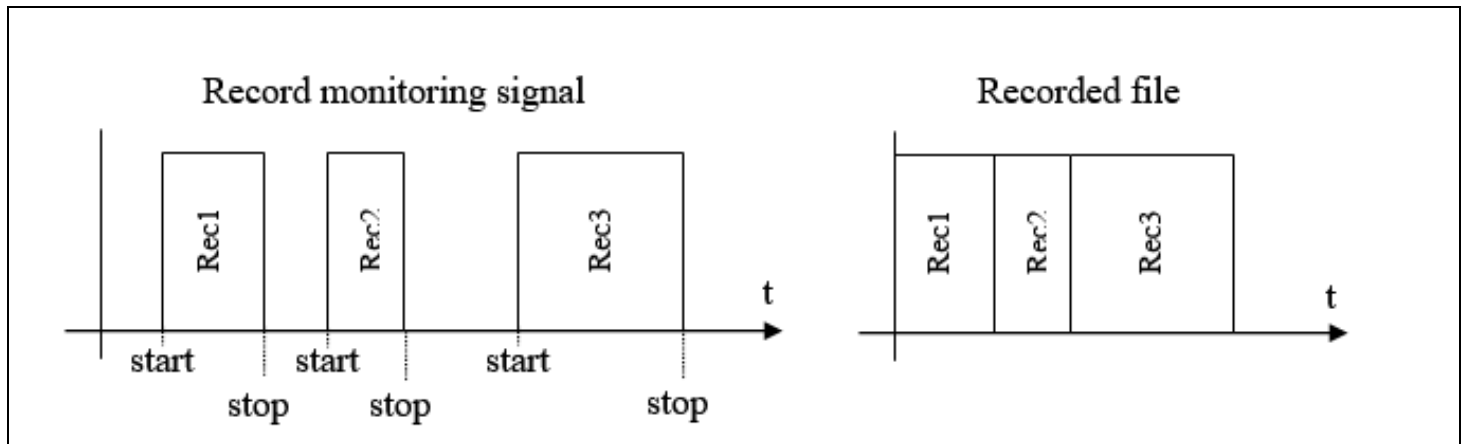 Record monitoring signal
Recorded file
Rec1
Rec2
Rec3
t
start
start
start
stop
stop
stop
Rec1
Rec2
Rec3
t